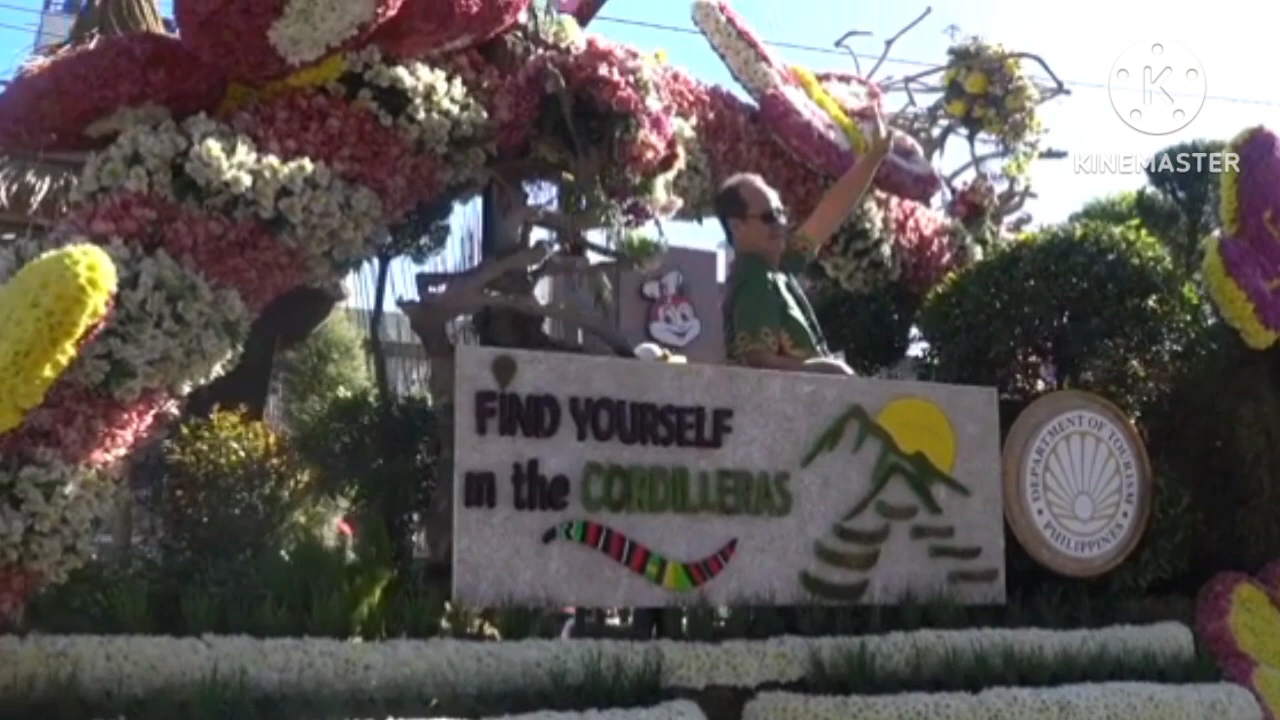 K
KINEMASTER
FIND YOURSELF
in the CORDILLERAS
DEPARTMENT OF TOURISM
PHILIPPINES